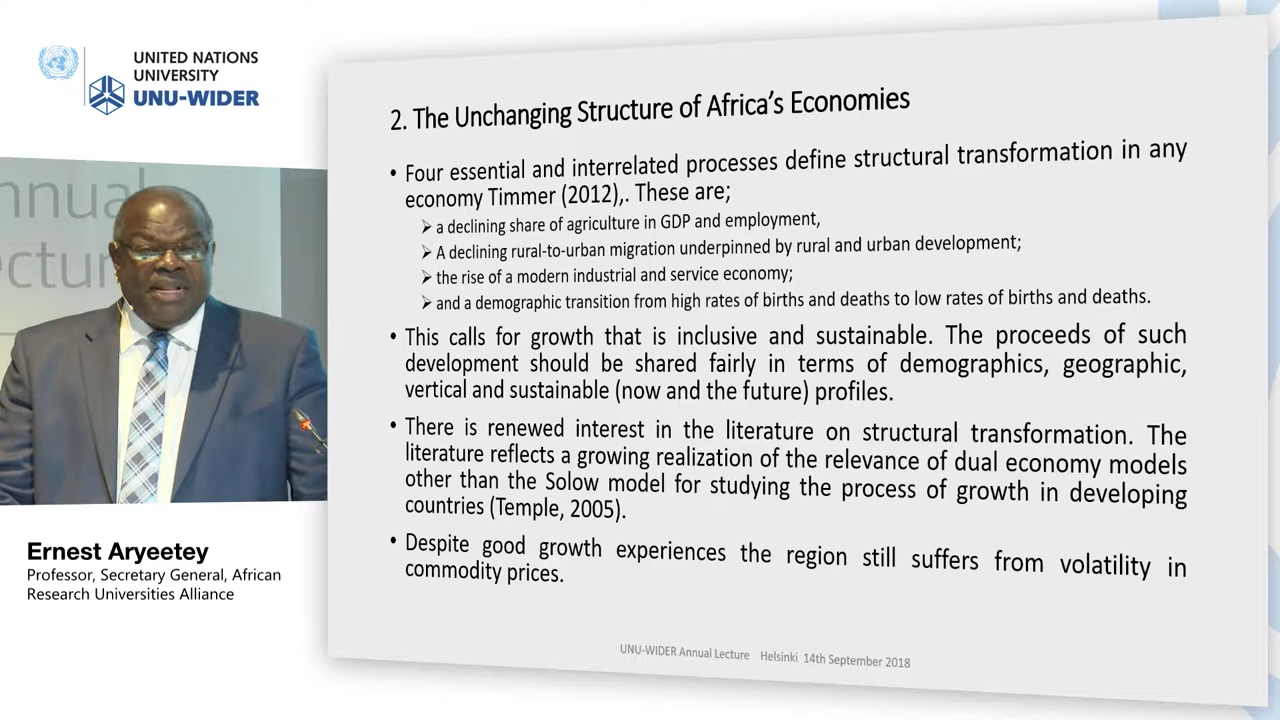 UNITED NATIONS
UNIVERSITY
UNU-WIDER
nnual
ectur
Ernest Aryeetey
Professor, Secretary General, African
Research Universities Alliance
2. The Unchanging Structure of Africa's Economies
• Four essential and interrelated processes define structural transformation in any
economy Timmer (2012),. These are;
➢ a declining share of agriculture in GDP and employment,
➢ A declining rural-to-urban migration underpinned by rural and urban development;
➢ the rise of a modern industrial and service economy;
➢ and a demographic transition from high rates of births and deaths to low rates of births and deaths.
• This calls for growth that is inclusive and sustainable. The proceeds of such
development should be shared fairly in terms of demographics, geographic,
vertical and sustainable (now and the future) profiles.
• There is renewed interest in the literature on structural transformation. The
literature reflects a growing realization of the relevance of dual economy models
other than the Solow model for studying the process of growth in developing
countries (Temple, 2005).
• Despite good growth experiences the region still suffers from volatility in
commodity prices.
UNU-WIDER Annual Lecture Helsinki 14th September 2018